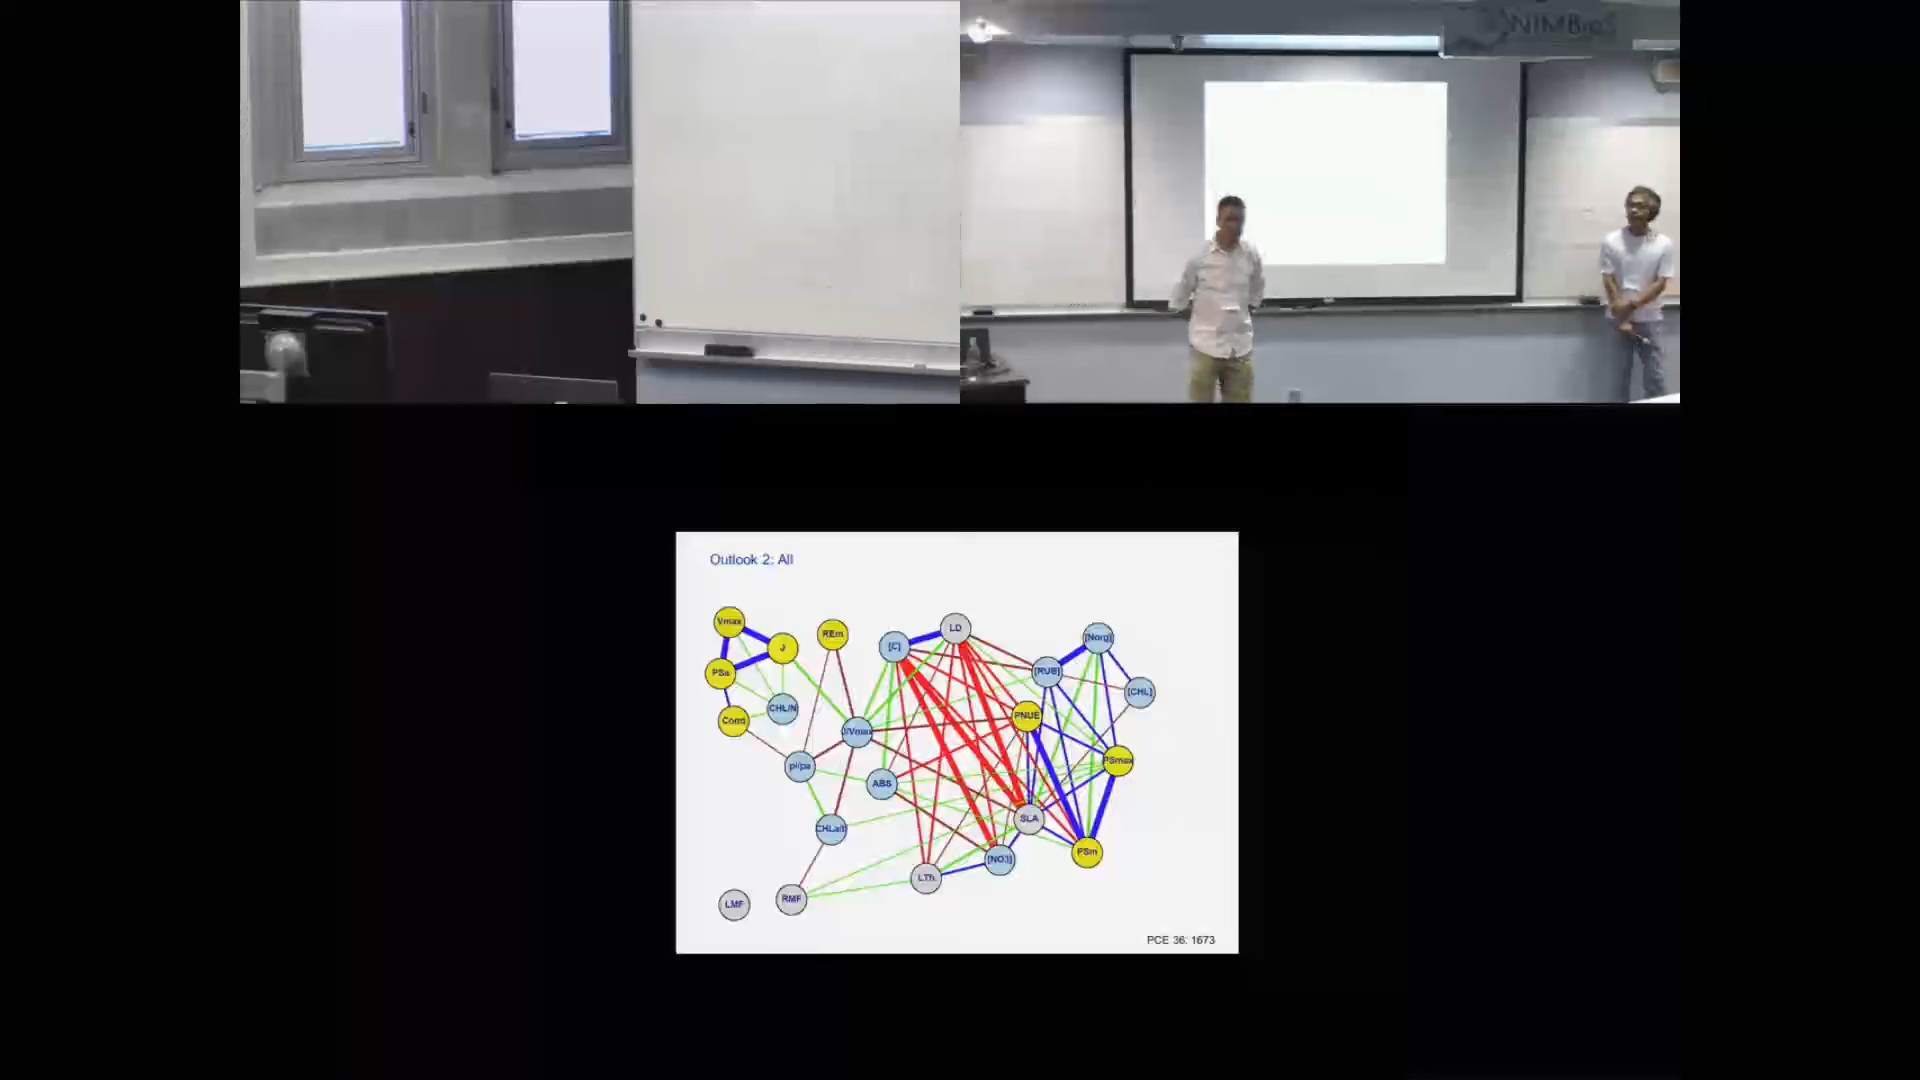 NIMBioS
Outlook 2: All
Vmax
J
PSa
Cond
CHL/N
REm
[C]
LD
[RUB]
[Norg]
[CHL]
PNUE
J/Vmax
pi/pa
ABS
PSmax
CHLa/b
SLA
PSm
[NO3]
LTh
RMF
LMF
PCE 36: 1673